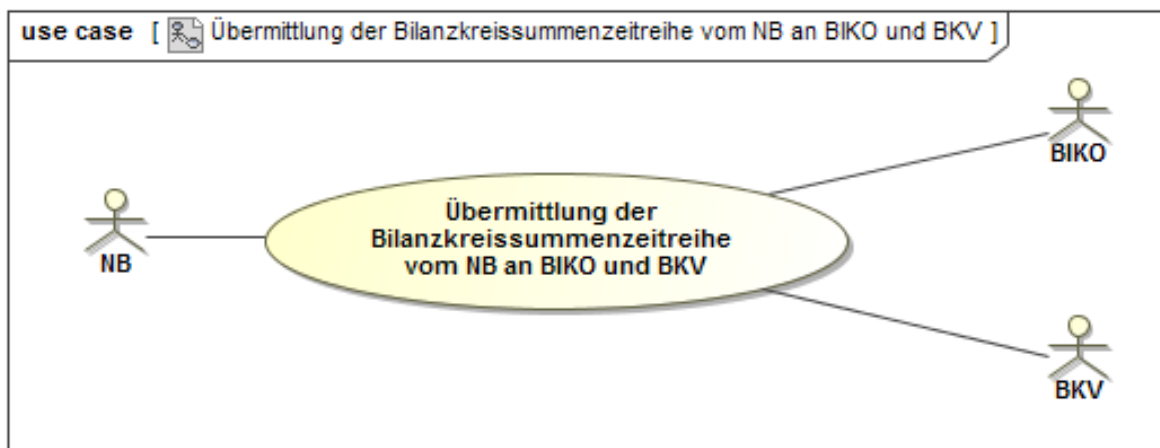 use case [ Übermittlung der Bilanzkreissummenzeitreihe vom NB an BIKO und BKV ]
BIKO
Übermittlung der
Bilanzkreissummenzeitreihe
vom NB an BIKO und BKV
NB
BKV